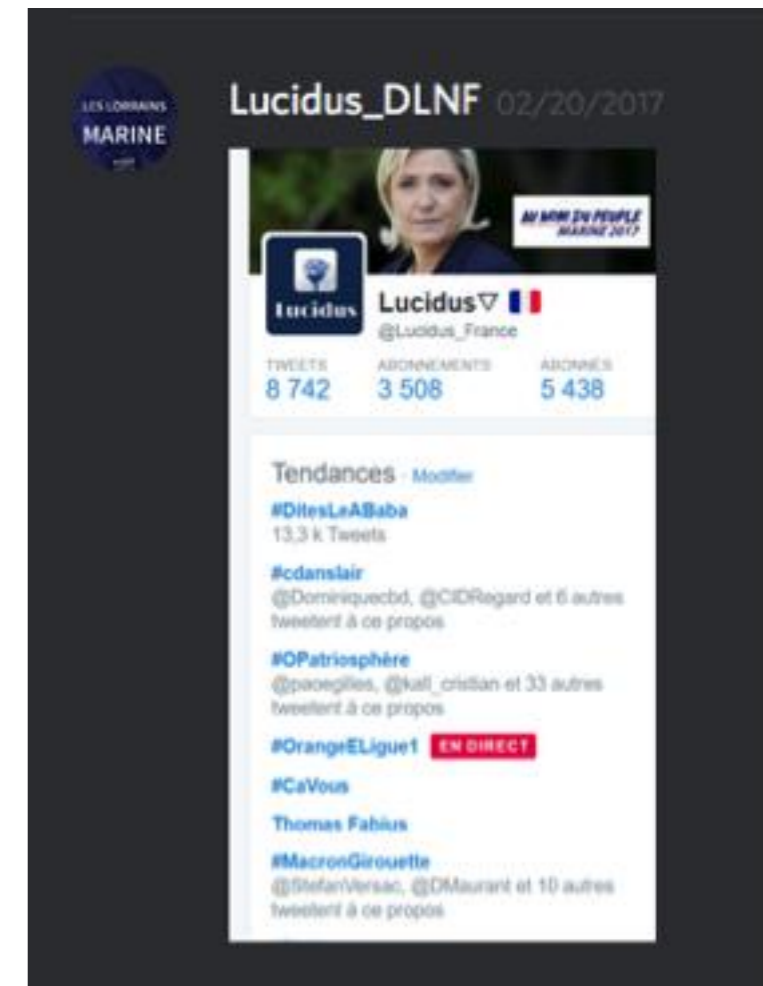 LES LORRAINS
MARINE
Lucidus_DLNF 02/20/2017
AU NOM DU PEUPLE
MARINE 2017
Lucidus
Lucidus▽ 🇫🇷
@Lucidus_France
TWEETS ABONNEMENTS ABONNÉS
8 742 3 508 5 438
Tendances · Modifier
#DitesLeABaba
13,3 k Tweets
#cdanslair
@Dominiquecbd, @CIDRegard et 6 autres
tweetent à ce propos
#OPatriosphère
@paoegilles, @kall_cristian et 33 autres
tweetent à ce propos
#OrangeELigue1 EN DIRECT
#CaVous
Thomas Fabius
#MacronGirouette
@StefanVersac, @DMaurant et 10 autres
tweetent à ce propos